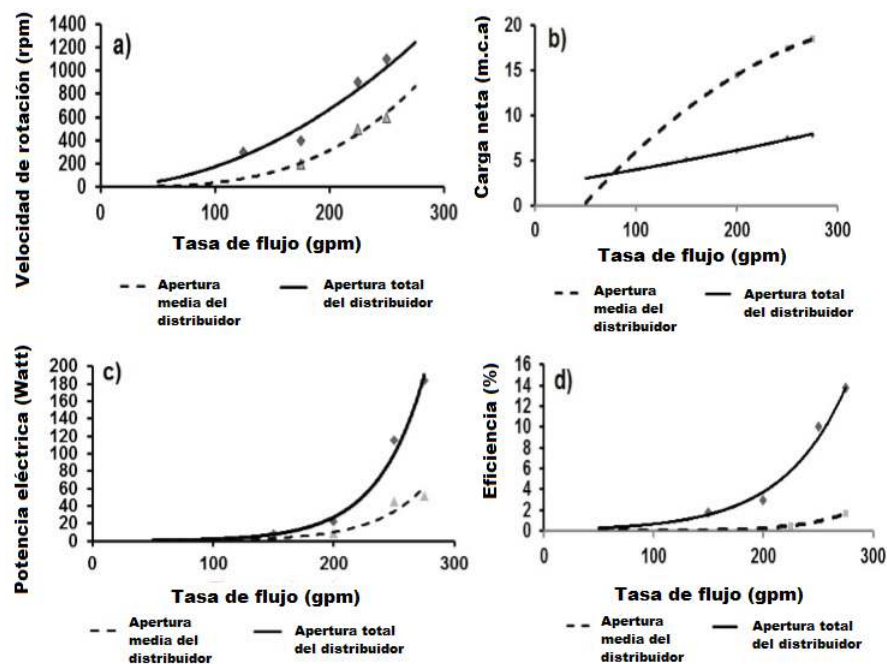 a)
Velocidad de rotación (rpm)
1400
1200
1000
800
600
400
200
0
0 100 200 300
Tasa de flujo (gpm)
Apertura
media del
distribuidor
Apertura total
del distribuidor
b)
Carga neta (m.c.a)
20
15
10
5
0
0 100 200 300
Tasa de flujo (gpm)
Apertura
media del
distribuidor
Apertura total
del distribuidor
c)
Potencia eléctrica (Watt)
200
180
160
140
120
100
80
60
40
20
0
0 100 200 300
Tasa de flujo (gpm)
Apertura
media del
distribuidor
Apertura total
del distribuidor
d)
Eficiencia (%)
16
14
12
10
8
6
4
2
0
0 100 200 300
Tasa de flujo (gpm)
Apertura
media del
distribuidor
Apertura total
del distribuidor